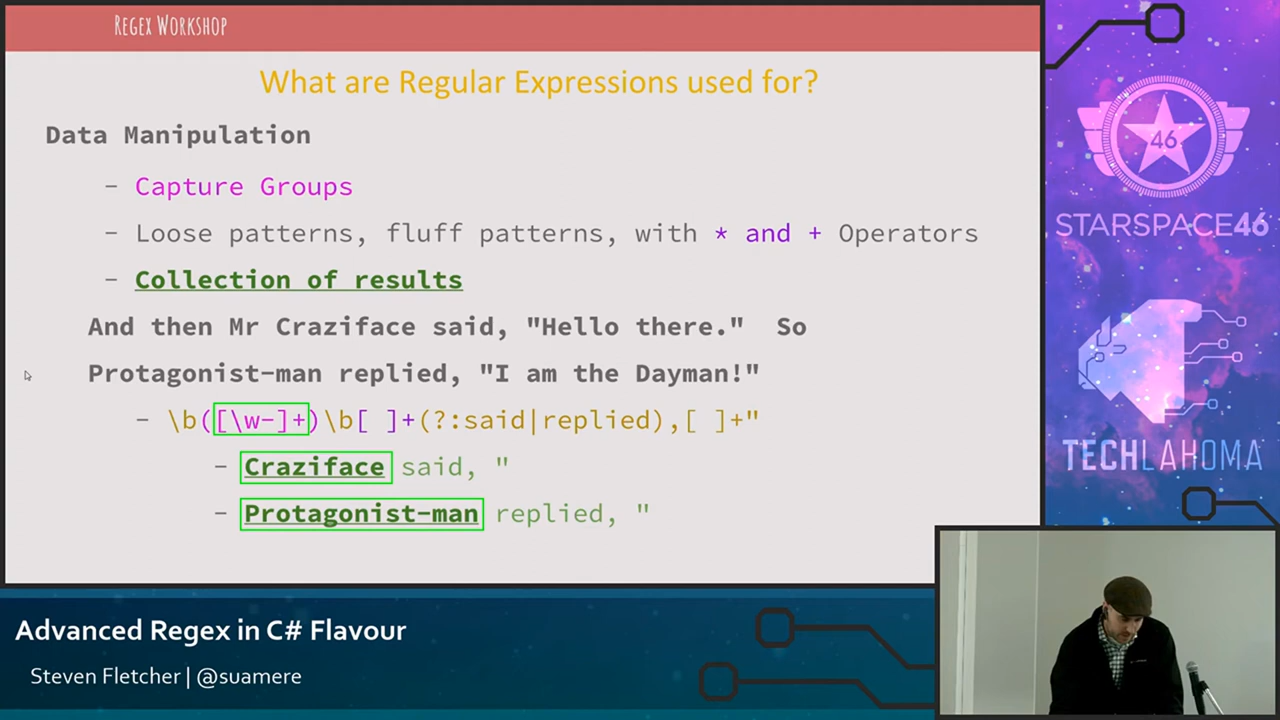 Regex Workshop
What are Regular Expressions used for?
Data Manipulation
– Capture Groups
– Loose patterns, fluff patterns, with * and + Operators
– Collection of results
And then Mr Craziface said, "Hello there."  So
Protagonist-man replied, "I am the Dayman!"
– \b([\w-]+)\b[ ]+(?:said|replied),[ ]+"
– Craziface said, "
– Protagonist-man replied, "
46
STARSPACE46
TECHLAHOMA
Advanced Regex in C# Flavour
Steven Fletcher | @suamere